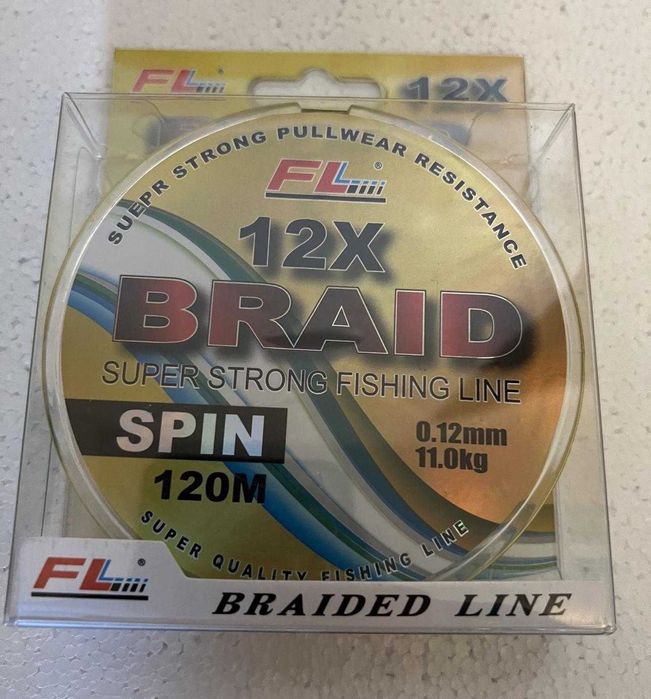 FL
12X
SUEPR STRONG PULLWEAR RESISTANCE
FL®
12X
BRAID
SUPER STRONG FISHING LINE
SPIN
120M
0.12mm
11.0kg
SUPER QUALITY FISHING LINE
FL®
BRAIDED LINE